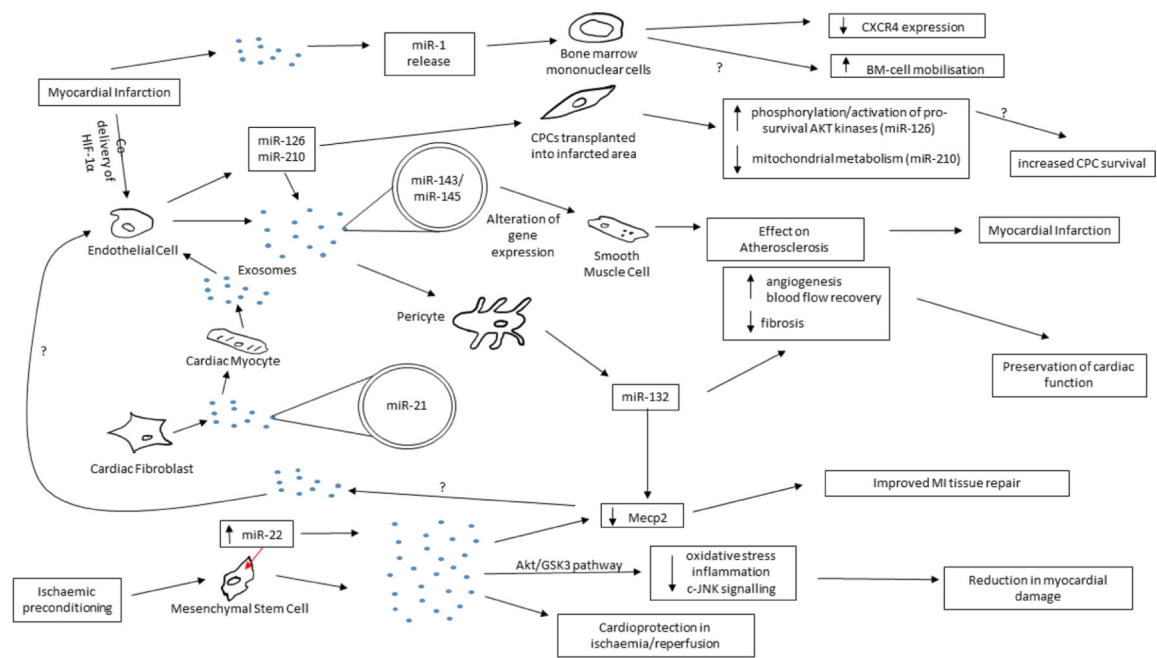 CXCR4 expression
miR-1
release
Bone marrow
mononuclear cells
?
BM-cell mobilisation
Myocardial Infarction
Co-
delivery of
HIF-1α
miR-126
miR-210
CPCs transplanted
into infarcted area
phosphorylation/activation of pro-
survival AKT kinases (miR-126)
mitochondrial metabolism (miR-210)
?
increased CPC survival
miR-143/
miR-145
Alteration of
gene
expression
Smooth
Muscle Cell
Effect on
Atherosclerosis
Myocardial Infarction
Endothelial Cell
Exosomes
angiogenesis
blood flow recovery
fibrosis
Pericyte
Preservation of cardiac
function
?
Cardiac Myocyte
miR-21
miR-132
Cardiac Fibroblast
?
Improved MI tissue repair
Mecp2
miR-22
Akt/GSK3 pathway
oxidative stress
inflammation
c-JNK signalling
Ischaemic
preconditioning
Mesenchymal Stem Cell
Reduction in myocardial
damage
Cardioprotection in
ischaemia/reperfusion